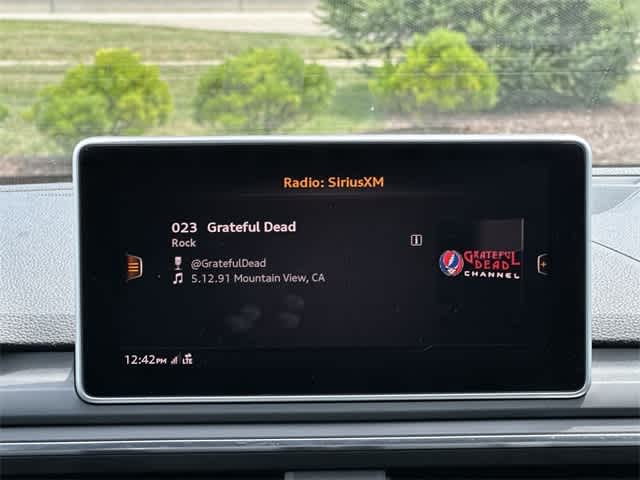 Radio: SiriusXM
023 Grateful Dead
Rock
@GratefulDead
5.12.91 Mountain View, CA
GRATEFUL
DEAD
CHANNEL
12:42PM LTE